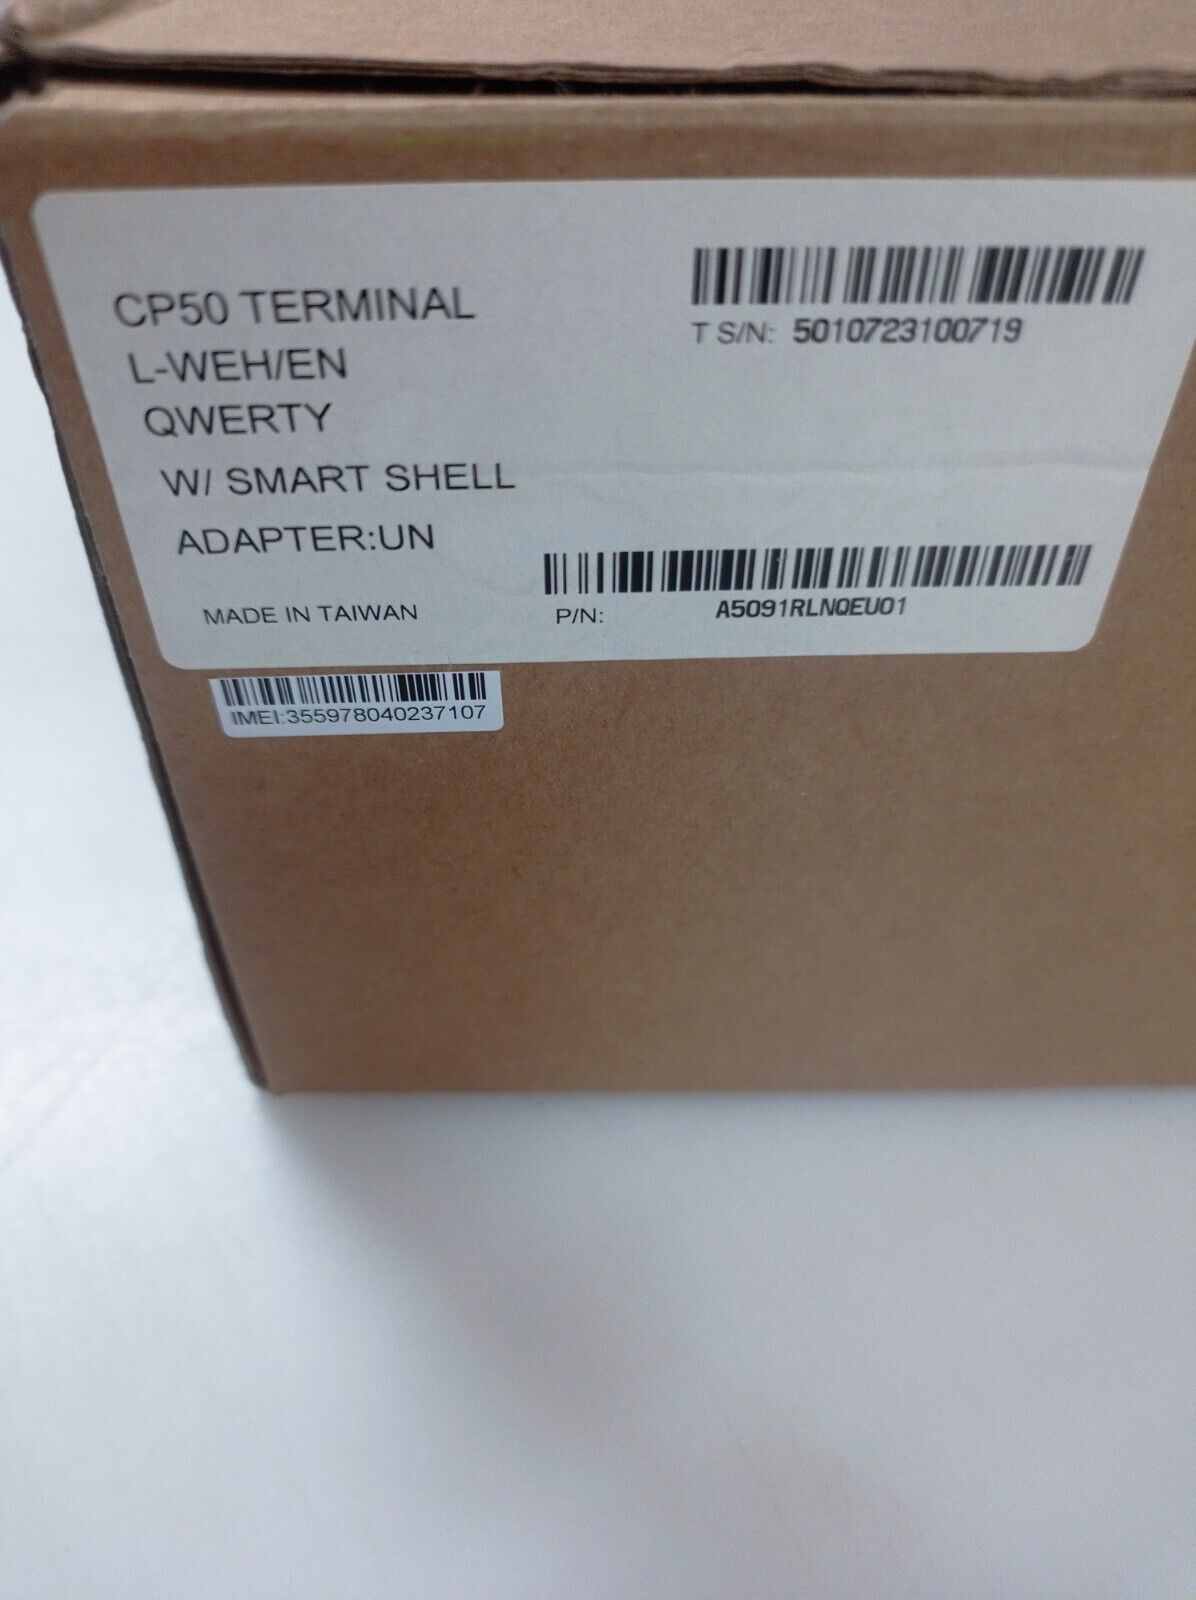 CP50 TERMINAL
L-WEH/EN
QWERTY
W/ SMART SHELL
ADAPTER:UN
MADE IN TAIWAN
T S/N: 5010723100719
P/N: A5091RLNQEU01
IMEI:355978040237107